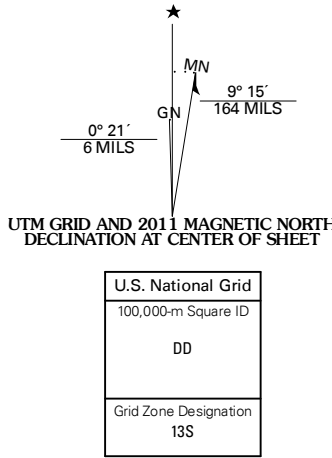 MN
GN
9° 15´
164 MILS
0° 21´
6 MILS
UTM GRID AND 2011 MAGNETIC NORTH
DECLINATION AT CENTER OF SHEET
U.S. National Grid
100,000-m Square ID
DD
Grid Zone Designation
13S